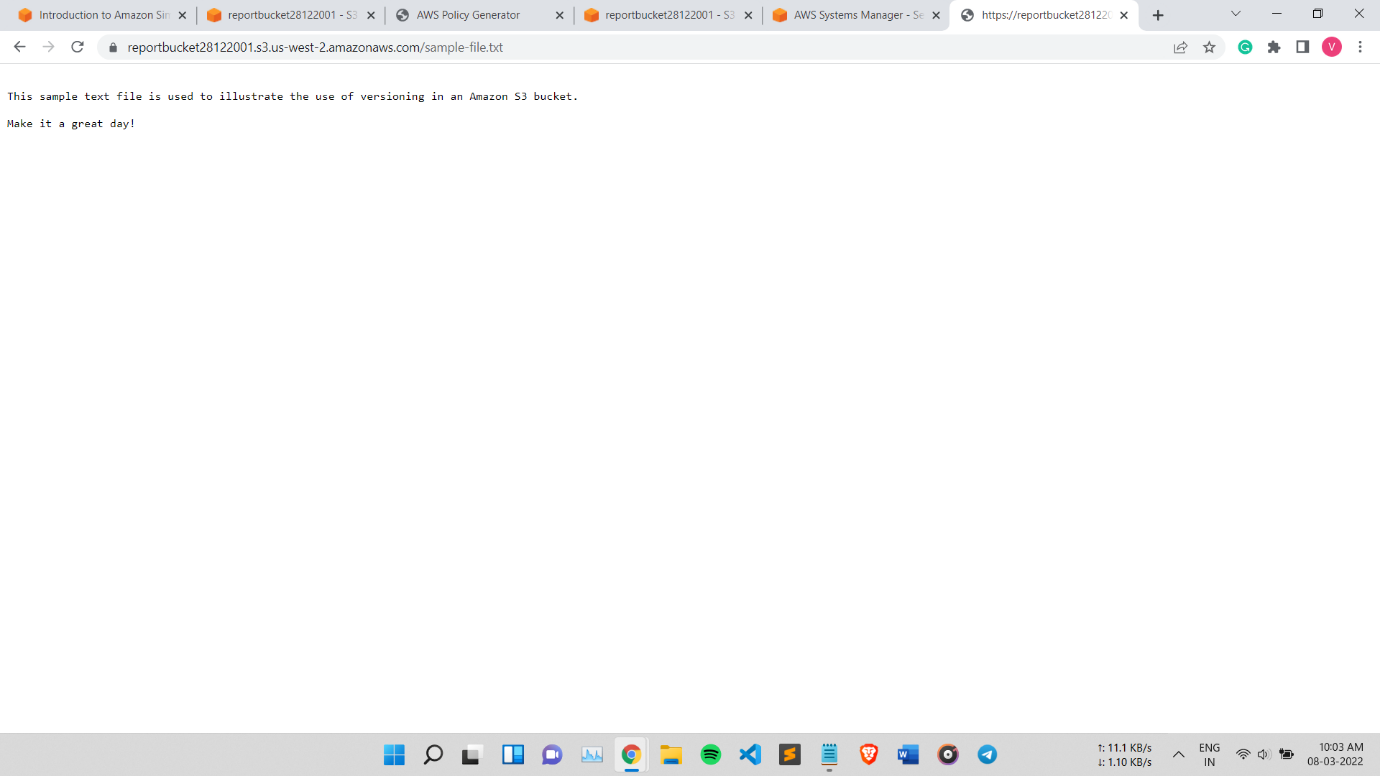 Introduction to Amazon Sim
reportbucket28122001 - S3
AWS Policy Generator
reportbucket28122001 - S3
AWS Systems Manager - Se
https://reportbucket28122
reportbucket28122001.s3.us-west-2.amazonaws.com/sample-file.txt
V
This sample text file is used to illustrate the use of versioning in an Amazon S3 bucket.
Make it a great day!
↑: 11.1 KB/s
↓: 1.10 KB/s
ENG
IN
10:03 AM
08-03-2022